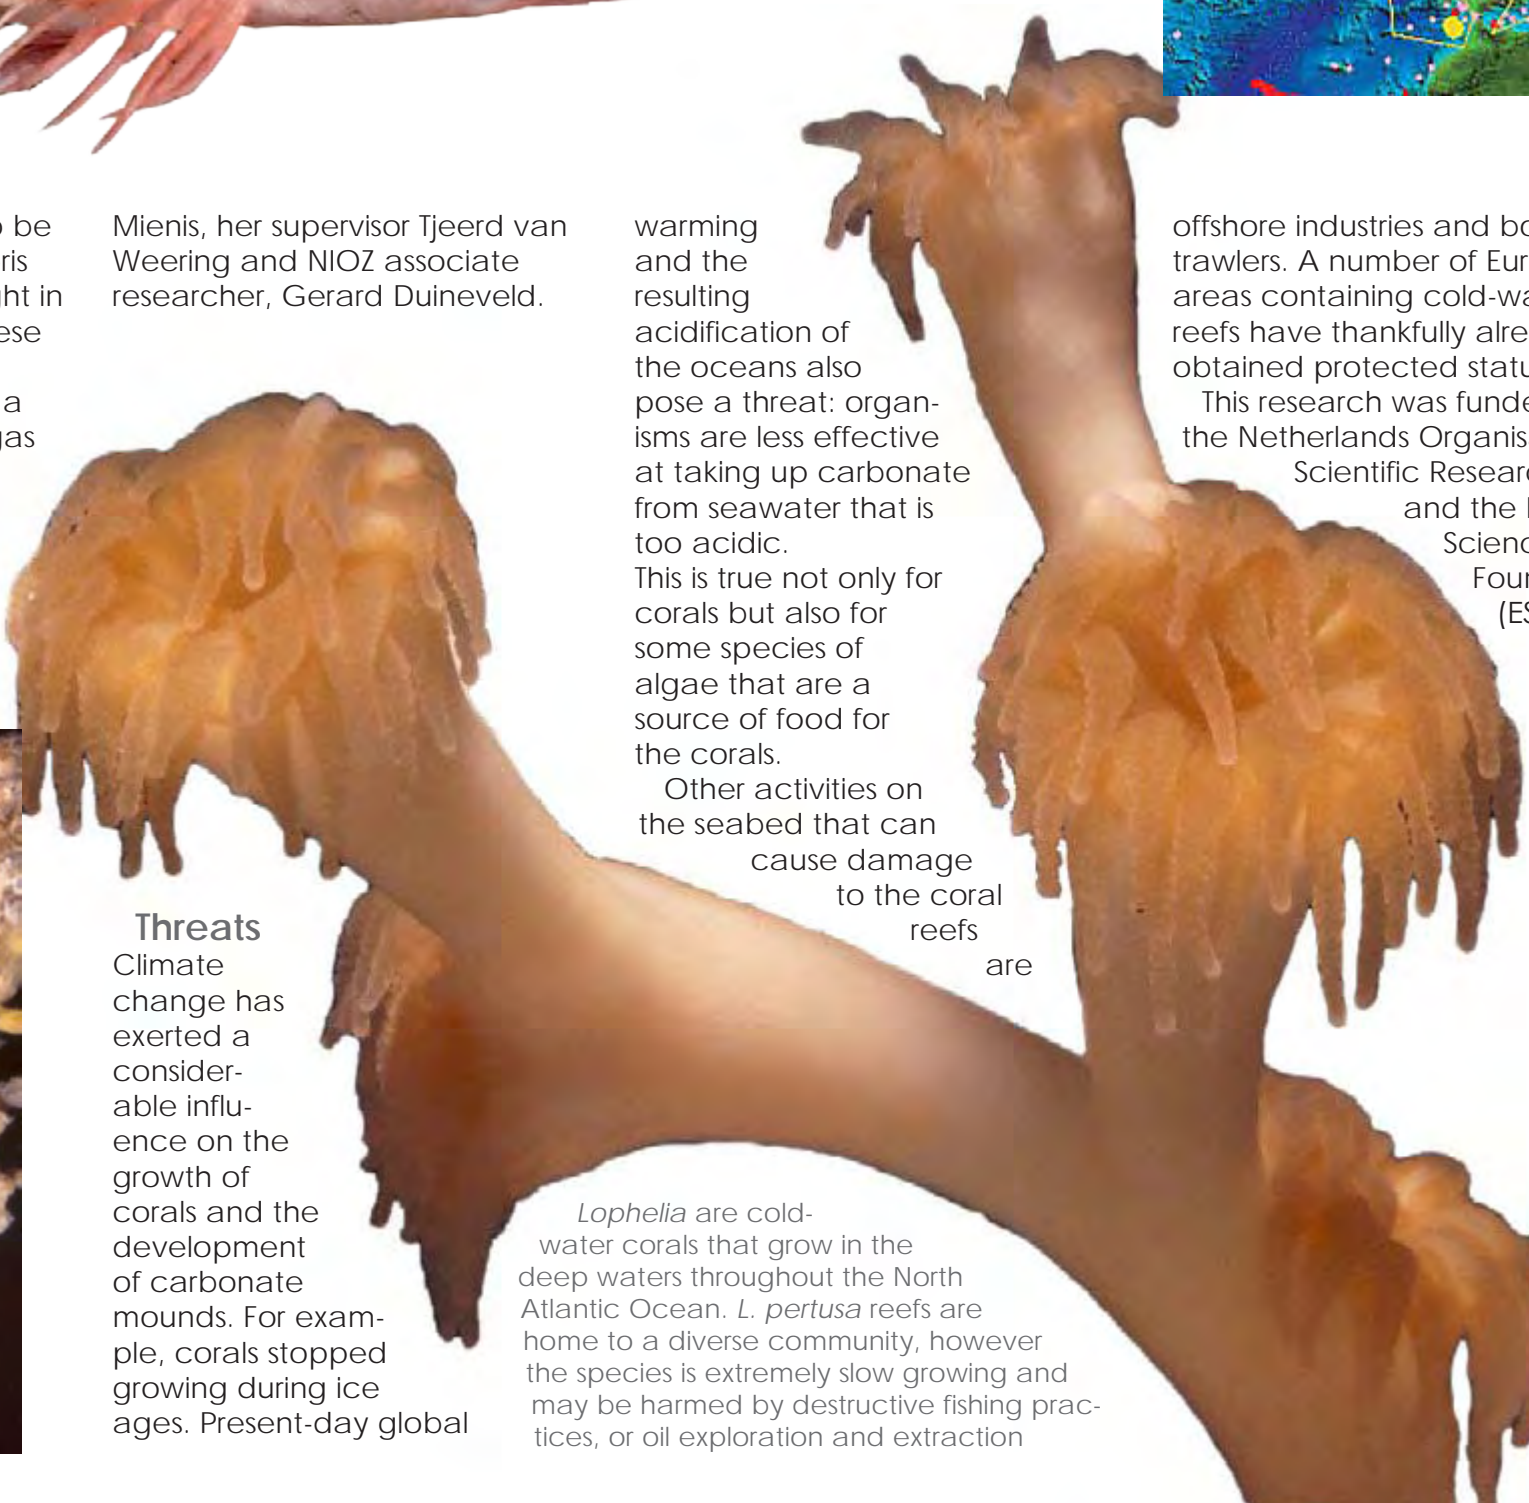 be
ht in
a
Mienis, her supervisor Tjeerd van
Weering and NIOZ associate
researcher, Gerard Duineveld.
Threats
Climate
change has
exerted a
consider-
able influ-
ence on the
growth of
corals and the
development
of carbonate
mounds. For exam-
ple, corals stopped
growing during ice
ages. Present-day global
warming
and the
resulting
acidification of
the oceans also
pose a threat: organ-
isms are less effective
at taking up carbonate
from seawater that is
too acidic.
This is true not only for
corals but also for
some species of
algae that are a
source of food for
the corals.
Other activities on
the seabed that can
cause damage
to the coral
reefs
are
offshore industries and
trawlers. A number of
areas containing
reefs have thankfully
obtained protected
This research was
the Netherlands
Scientific
and the
Lophelia are cold-
water corals that grow in the
deep waters throughout the North
Atlantic Ocean. L. pertusa reefs are
home to a diverse community, however
the species is extremely slow growing and
may be harmed by destructive fishing prac-
tices, or oil exploration and extraction